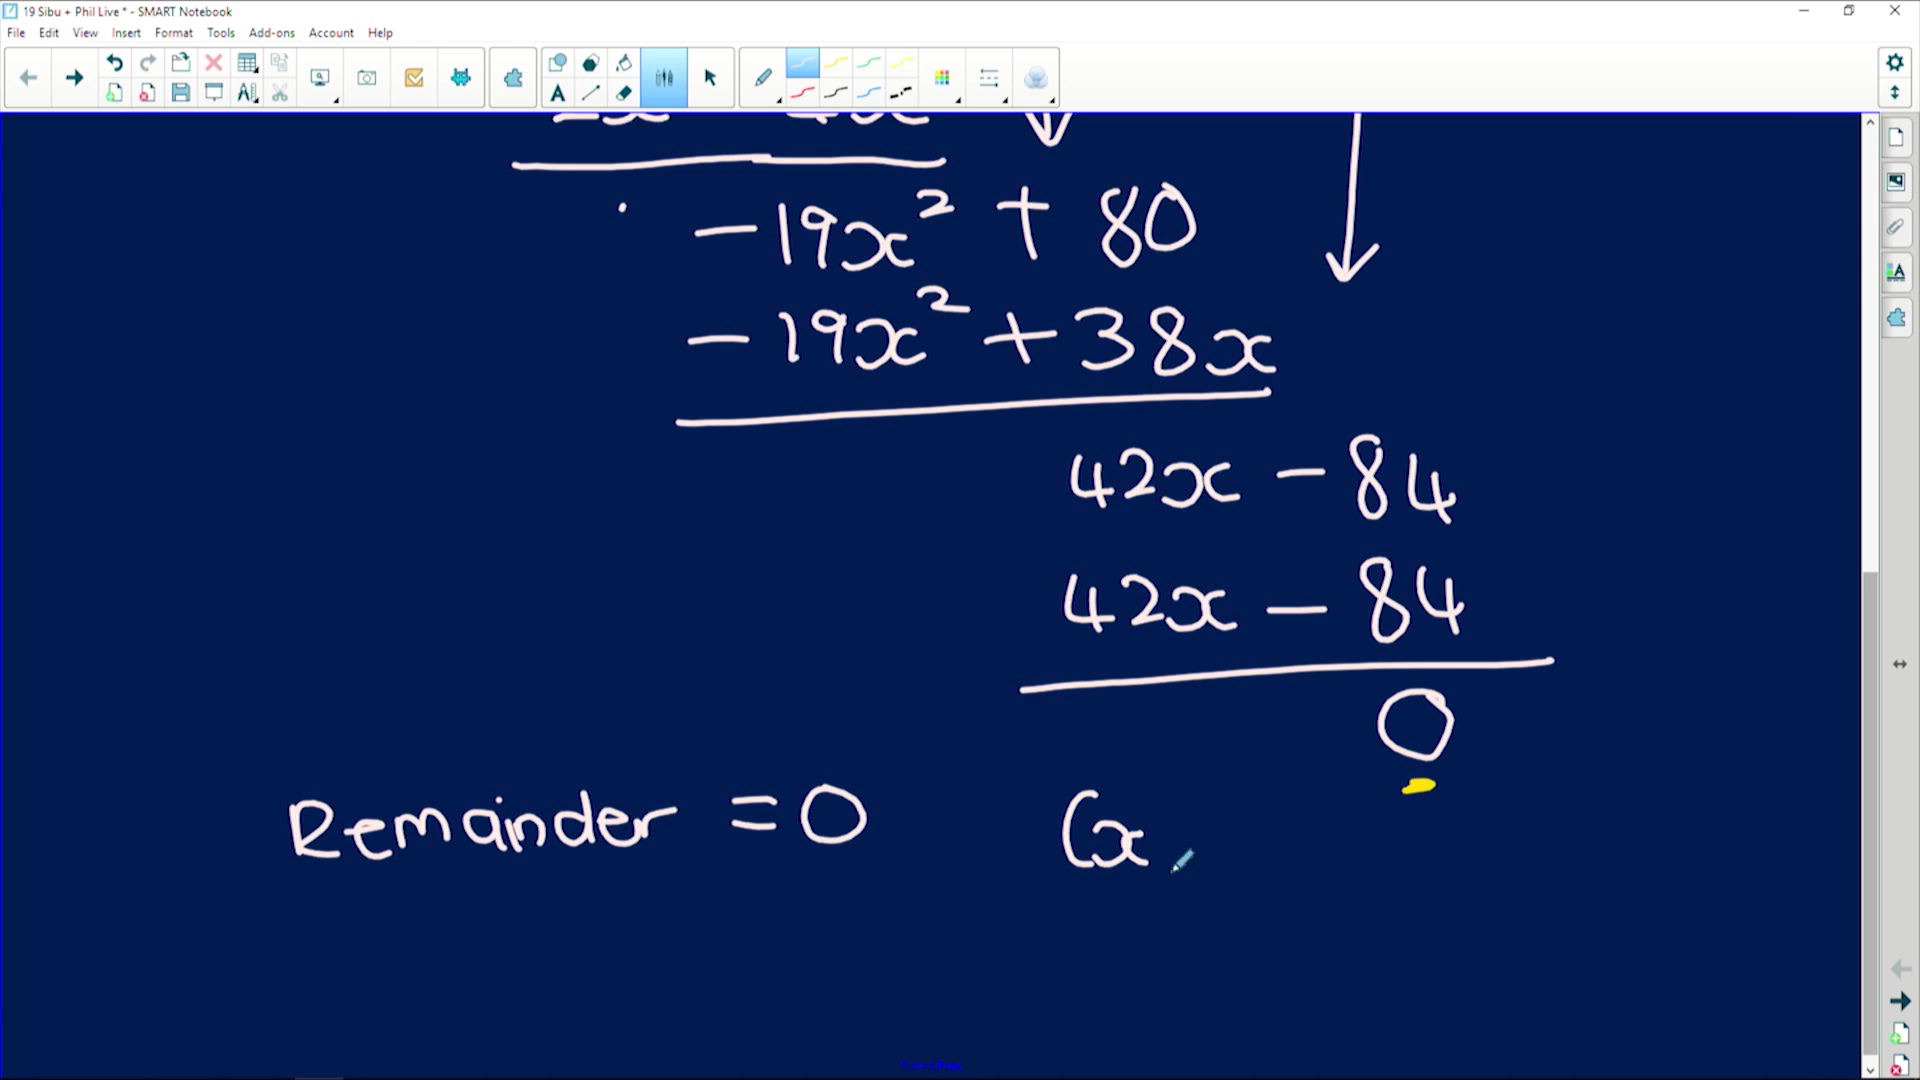 19 Sibu + Phil Live * - SMART Notebook
File Edit View Insert Format Tools Add-ons Account Help
-19x² + 80
-19x² + 38x
42x - 84
42x - 84
0
Remainder = 0 (x